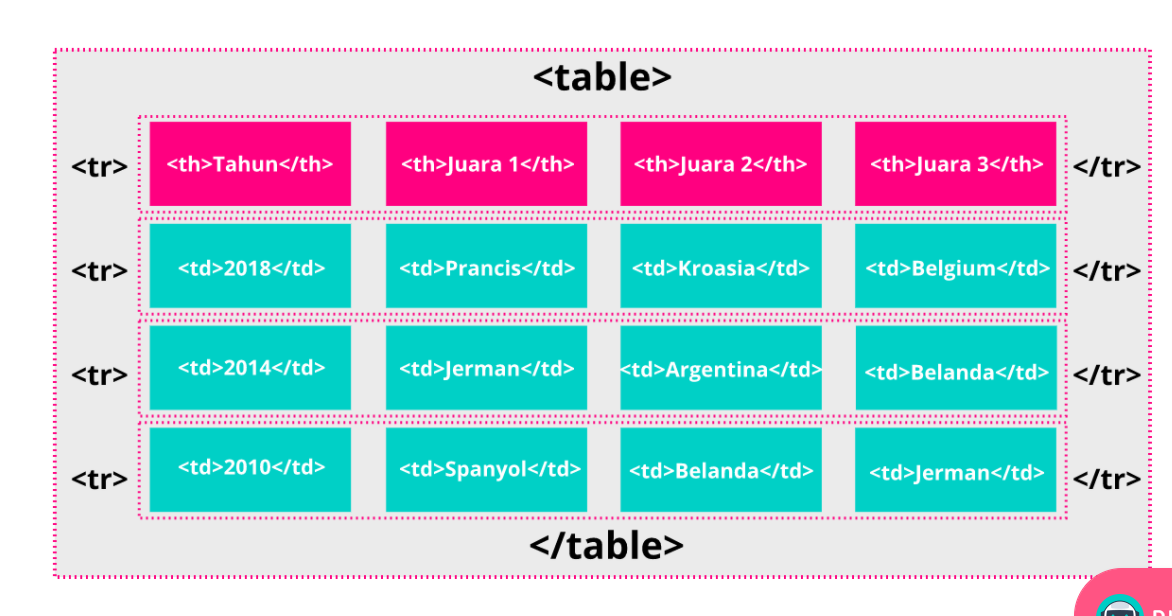 <table>
<tr> <th>Tahun</th> <th>Juara 1</th> <th>Juara 2</th> <th>Juara 3</th> </tr>
<tr> <td>2018</td> <td>Prancis</td> <td>Kroasia</td> <td>Belgium</td> </tr>
<tr> <td>2014</td> <td>Jerman</td> <td>Argentina</td> <td>Belanda</td> </tr>
<tr> <td>2010</td> <td>Spanyol</td> <td>Belanda</td> <td>Jerman</td> </tr>
</table>